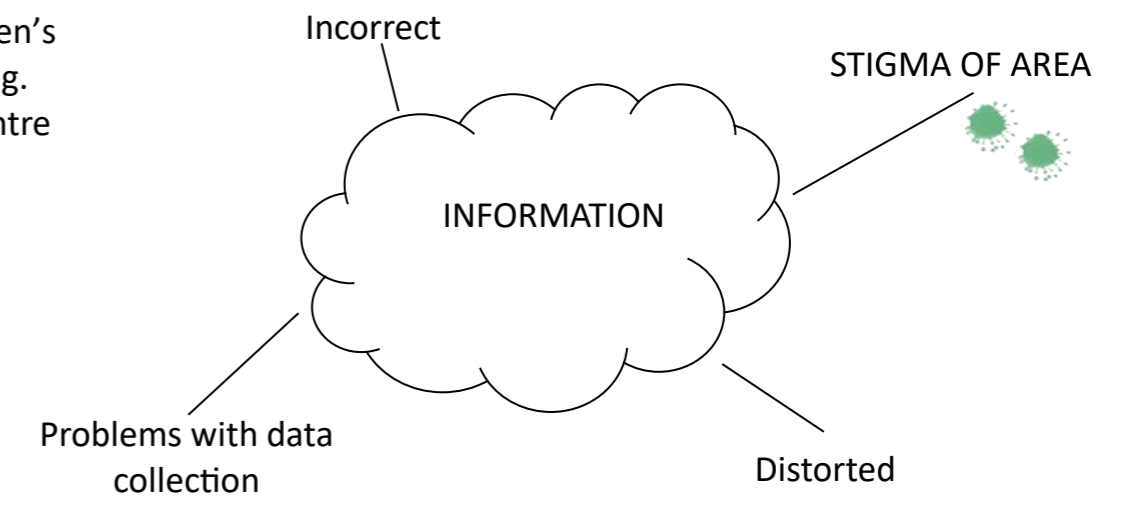 Incorrect
STIGMA OF AREA
INFORMATION
Problems with data
collection
Distorted